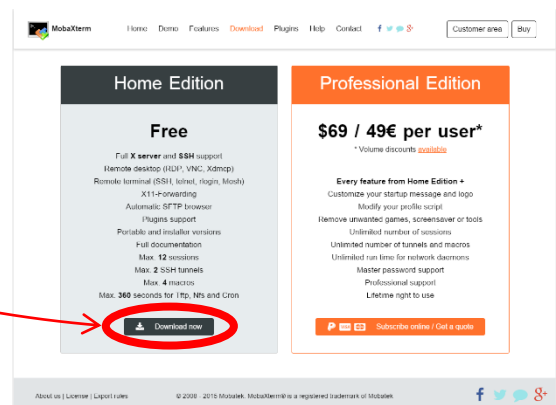 MobaXterm
Home Demo Features Download Plugins Help Contact
Customer area
Buy
Home Edition
Free
Full X server and SSH support
Remote desktop (RDP, VNC, Xdmcp)
Remote terminal (SSH, telnet, rlogin, Mosh)
X11-Forwarding
Automatic SFTP browser
Plugins support
Portable and installer versions
Full documentation
Max. 12 sessions
Max. 2 SSH tunnels
Max. 4 macros
Max. 360 seconds for Tftp, Nfs and Cron
Download now
Professional Edition
$69 / 49€ per user*
* Volume discounts available
Every feature from Home Edition +
Customize your startup message and logo
Modify your profile script
Remove unwanted games, screensaver or tools
Unlimited number of sessions
Unlimited number of tunnels and macros
Unlimited run time for network daemons
Master password support
Professional support
Lifetime right to use
Subscribe online / Get a quote
About us | License | Export rules
© 2008 - 2016 Mobatek. MobaXterm® is a registered trademark of Mobatek